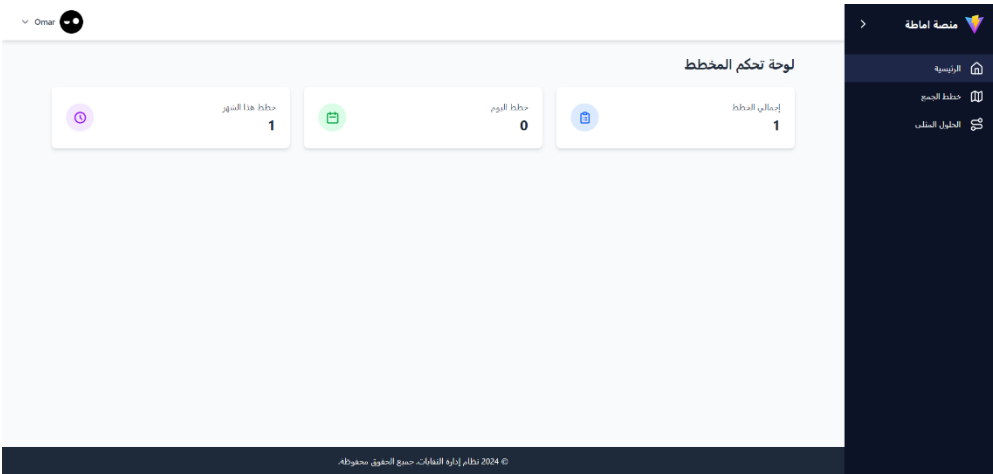 منصة اماطة
الرئيسية
خطط الجمع
الحلول المثلى
Omar
لوحة تحكم المخطط
إجمالي الخطط
1
خطط اليوم
0
خطط هذا الشهر
1
© 2024 نظام إدارة النفايات. جميع الحقوق محفوظة.